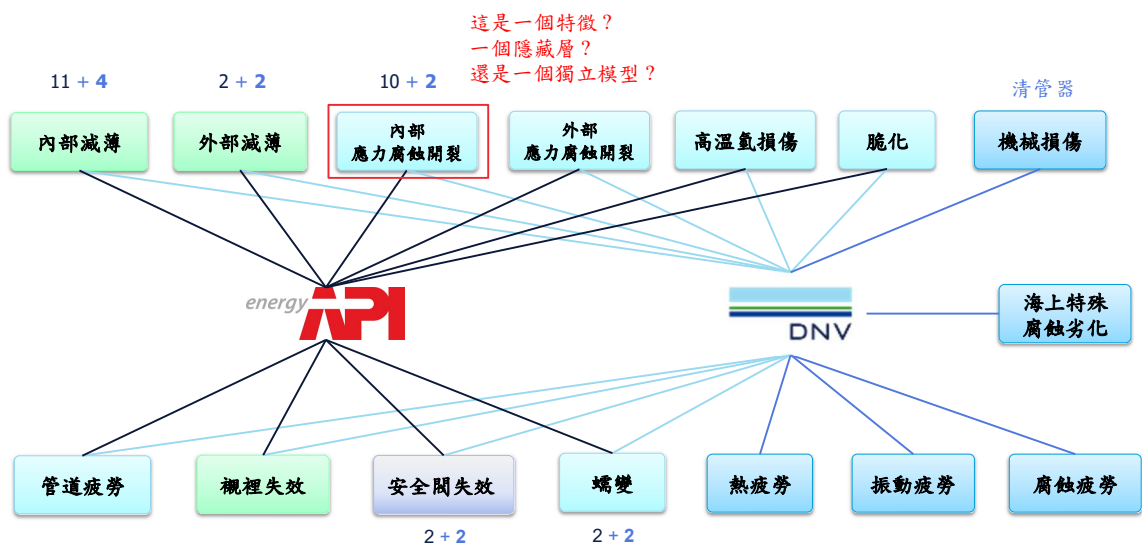 這是一個特徵？
一個隱藏層？
還是一個獨立模型？
11 + 4
2 + 2
10 + 2
清管器
內部減薄
外部減薄
內部
應力腐蝕開裂
外部
應力腐蝕開裂
高溫氫損傷
脆化
機械損傷
energy API
DNV
海上特殊
腐蝕劣化
管道疲勞
襯裡失效
安全閥失效
蠕變
熱疲勞
振動疲勞
腐蝕疲勞
2 + 2
2 + 2